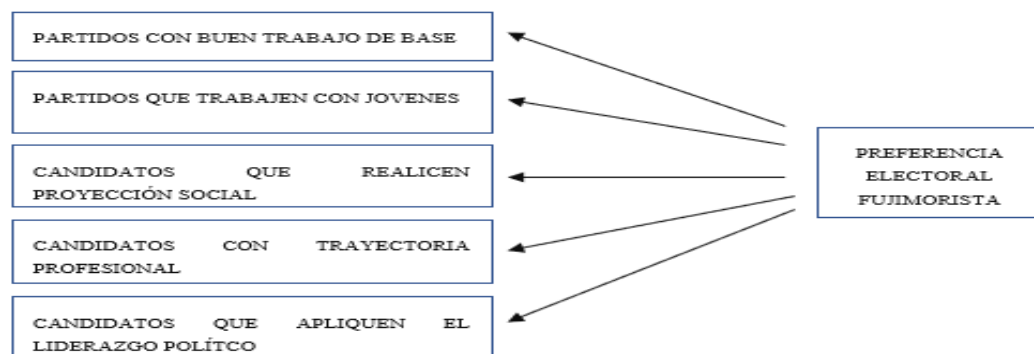 PARTIDOS CON BUEN TRABAJO DE BASE
PARTIDOS QUE TRABAJEN CON JOVENES
CANDIDATOS QUE REALICEN
PROYECCIÓN SOCIAL
CANDIDATOS CON TRAYECTORIA
PROFESIONAL
CANDIDATOS QUE APLIQUEN EL
LIDERAZGO POLÍTCO
PREFERENCIA
ELECTORAL
FUJIMORISTA